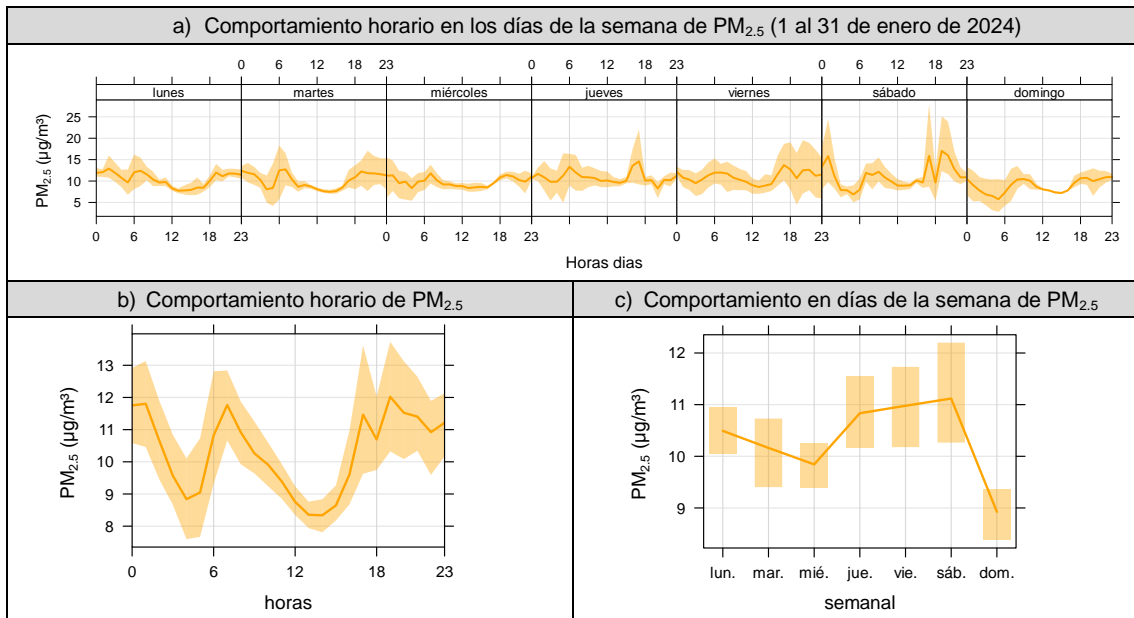 a) Comportamiento horario en los días de la semana de PM₂.₅ (1 al 31 de enero de 2024)
0 6 12 18 23 0 6 12 18 23 0 6 12 18 23
lunes martes miércoles jueves viernes sábado domingo
25
20
15
10
5
PM₂.₅ (µg/m³)
0 6 12 18 23 0 6 12 18 23 0 6 12 18 23 0 6 12 18 23
Horas dias
b) Comportamiento horario de PM₂.₅
13
12
11
10
9
8
PM₂.₅ (µg/m³)
0 6 12 18 23
horas
c) Comportamiento en días de la semana de PM₂.₅
12
11
10
9
PM₂.₅ (µg/m³)
lun. mar. mié. jue. vie. sáb. dom.
semanal